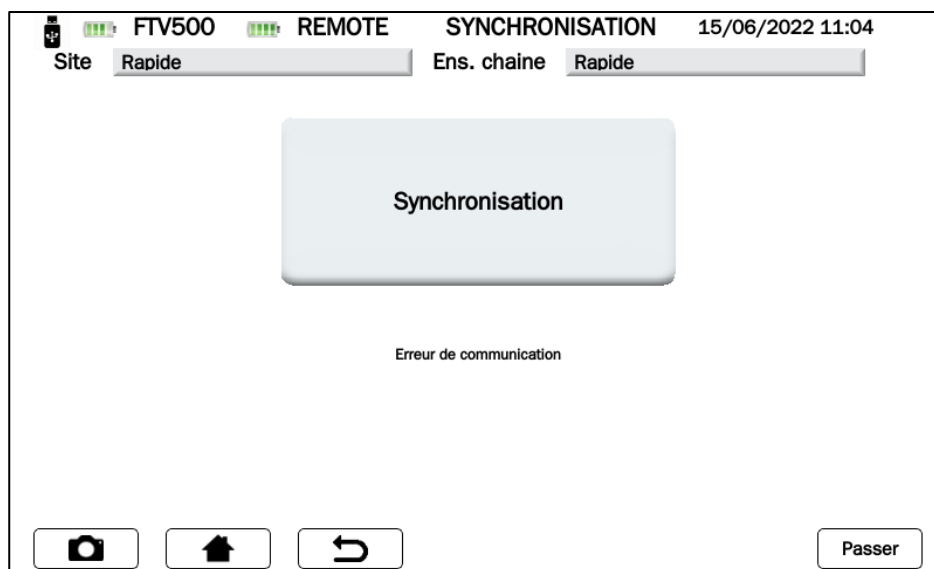 FTV500 REMOTE SYNCHRONISATION 15/06/2022 11:04
Site Rapide Ens. chaine Rapide
Synchronisation
Erreur de communication
Passer